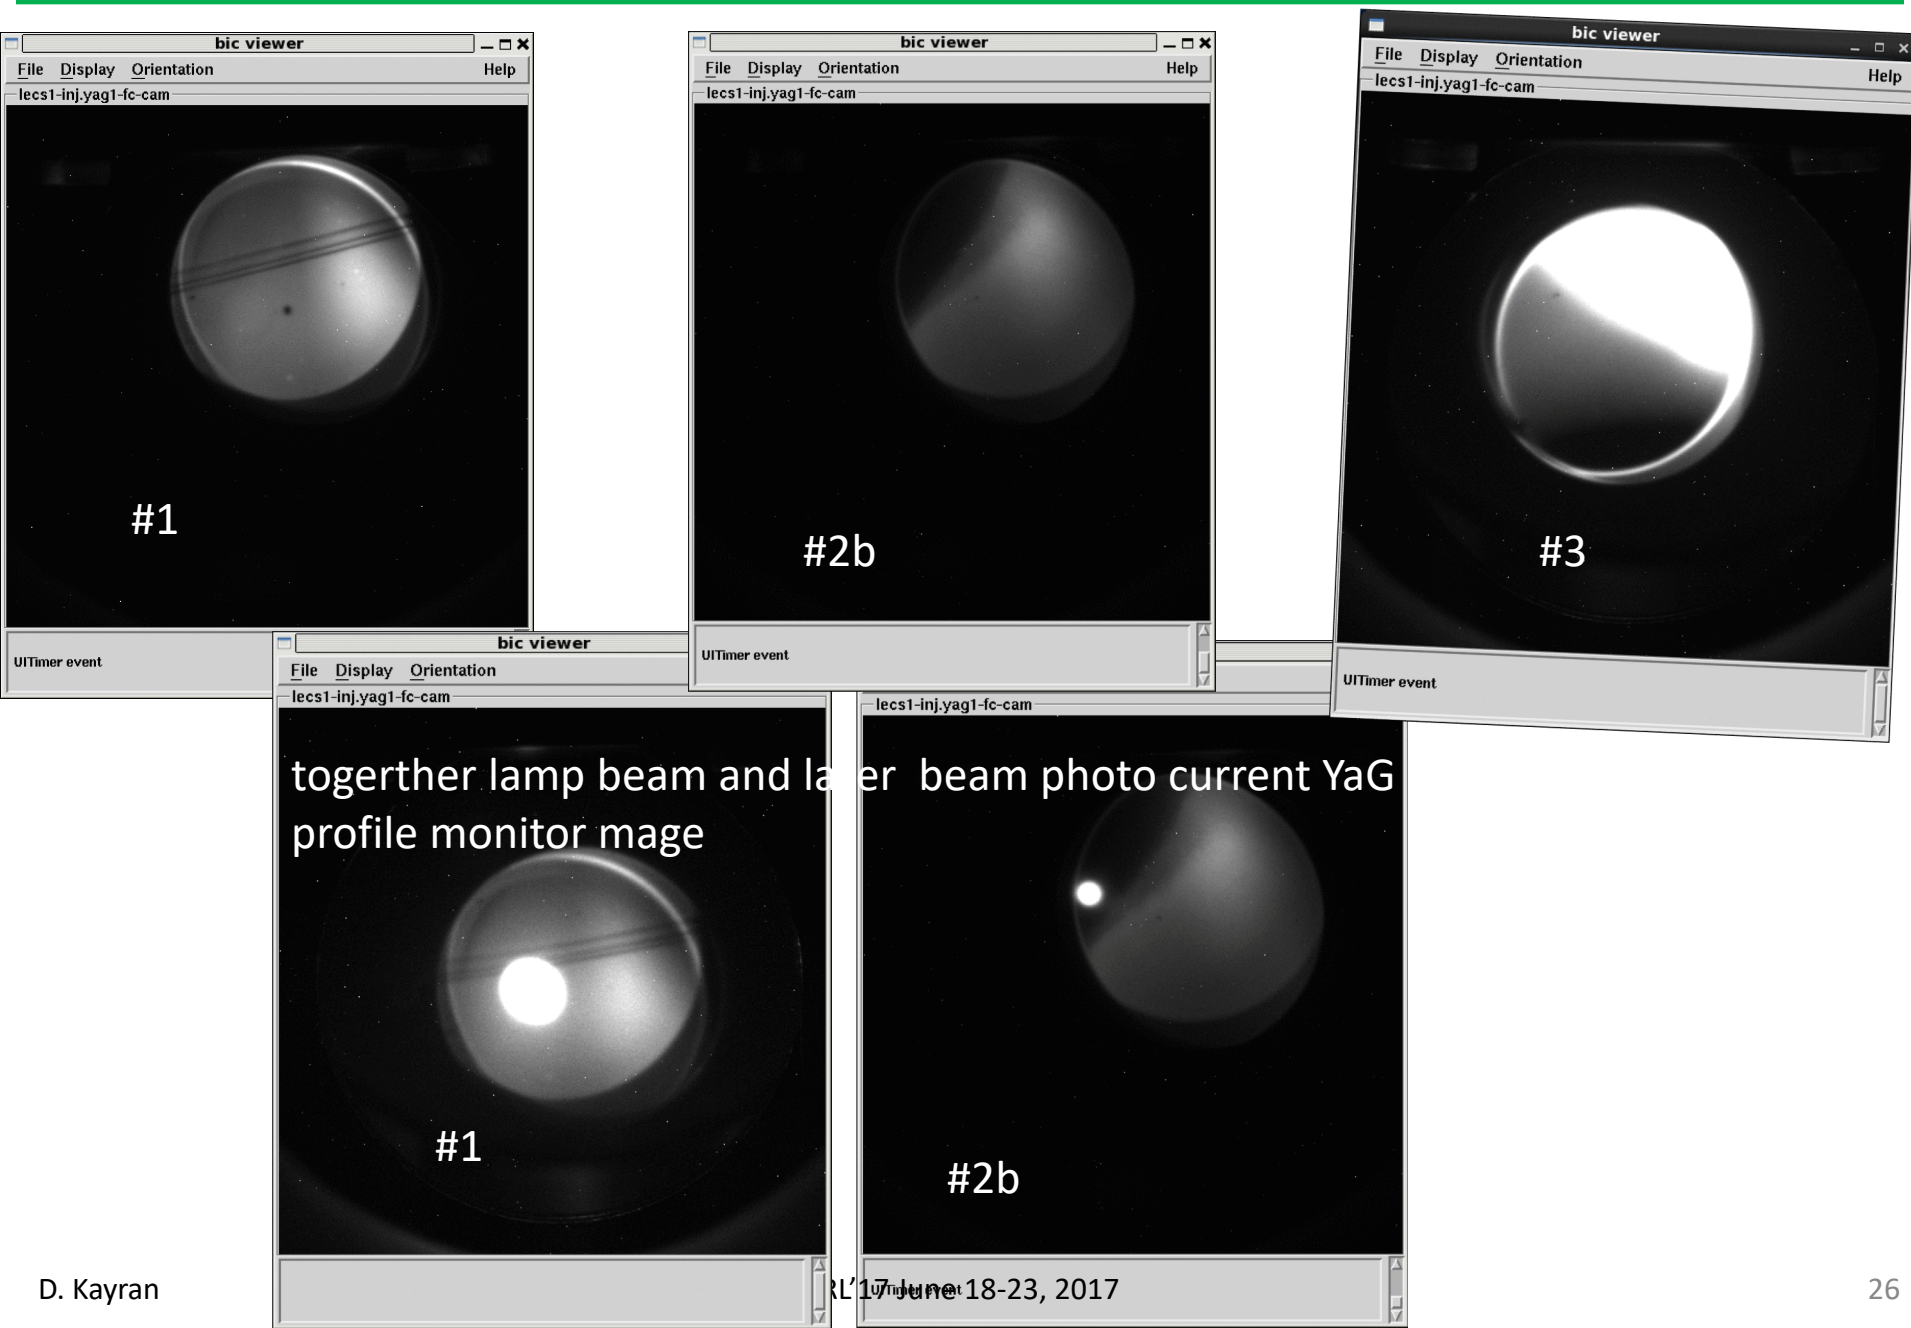 bic viewer
File Display Orientation Help
lecs1-inj.yag1-fc-cam
#1
UITimer event
bic viewer
File Display Orientation Help
lecs1-inj.yag1-fc-cam
#2b
UITimer event
bic viewer
File Display Orientation Help
lecs1-inj.yag1-fc-cam
#3
UITimer event
bic viewer
File Display Orientation
lecs1-inj.yag1-fc-cam
lecs1-inj.yag1-fc-cam
togerther lamp beam and la er beam photo current YaG
profile monitor mage
#1
#2b
UITimer event
D. Kayran
RL’17 June 18-23, 2017
26